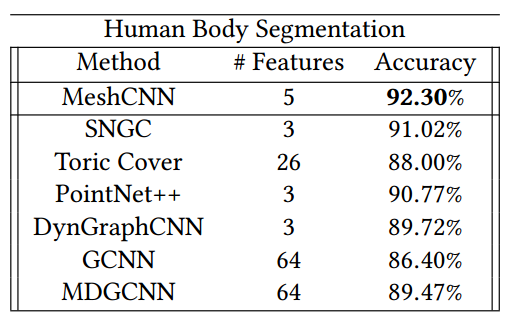 Human Body Segmentation
Method # Features Accuracy
MeshCNN 5 92.30%
SNGC 3 91.02%
Toric Cover 26 88.00%
PointNet++ 3 90.77%
DynGraphCNN 3 89.72%
GCNN 64 86.40%
MDGCNN 64 89.47%